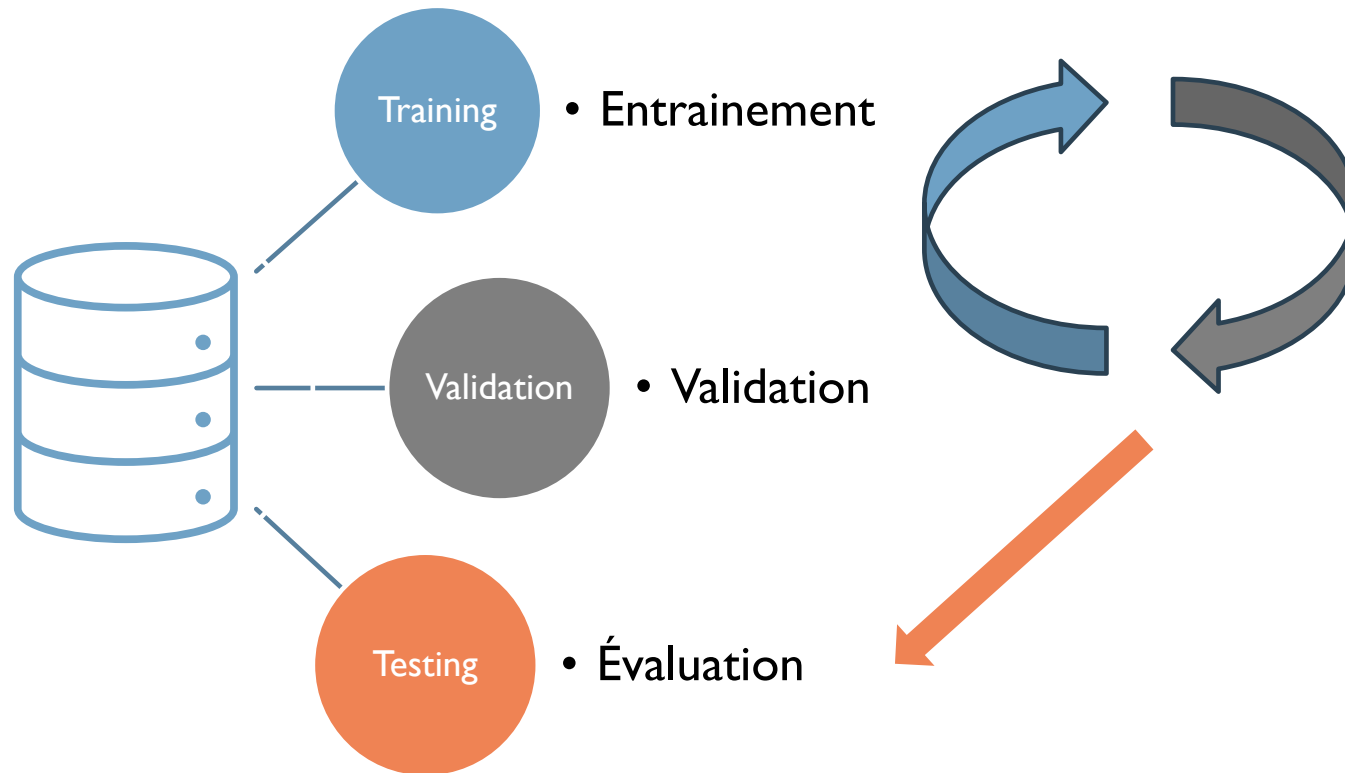 Training
• Entrainement
Validation
• Validation
Testing
• Évaluation